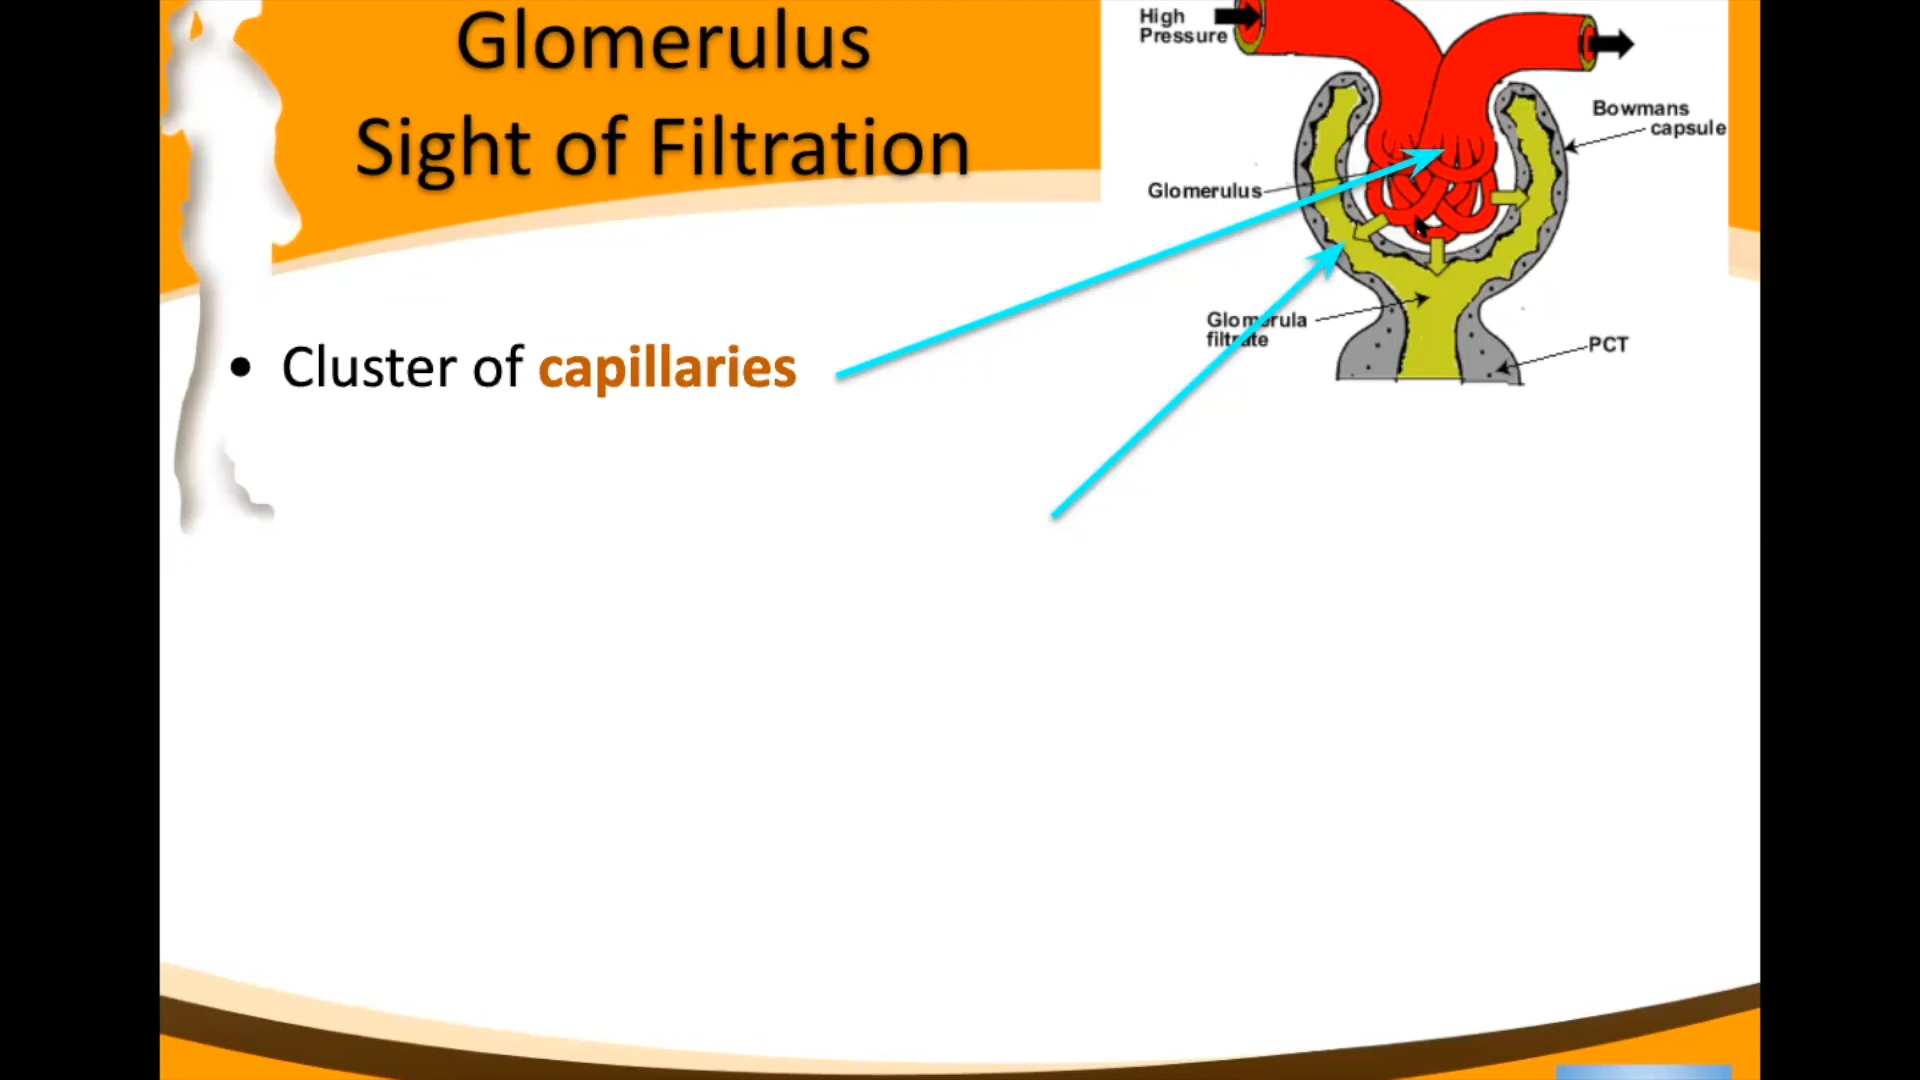 Glomerulus
Sight of Filtration
• Cluster of capillaries
High
Pressure
Bowmans
capsule
Glomerulus
Glomerula
filtrate
PCT